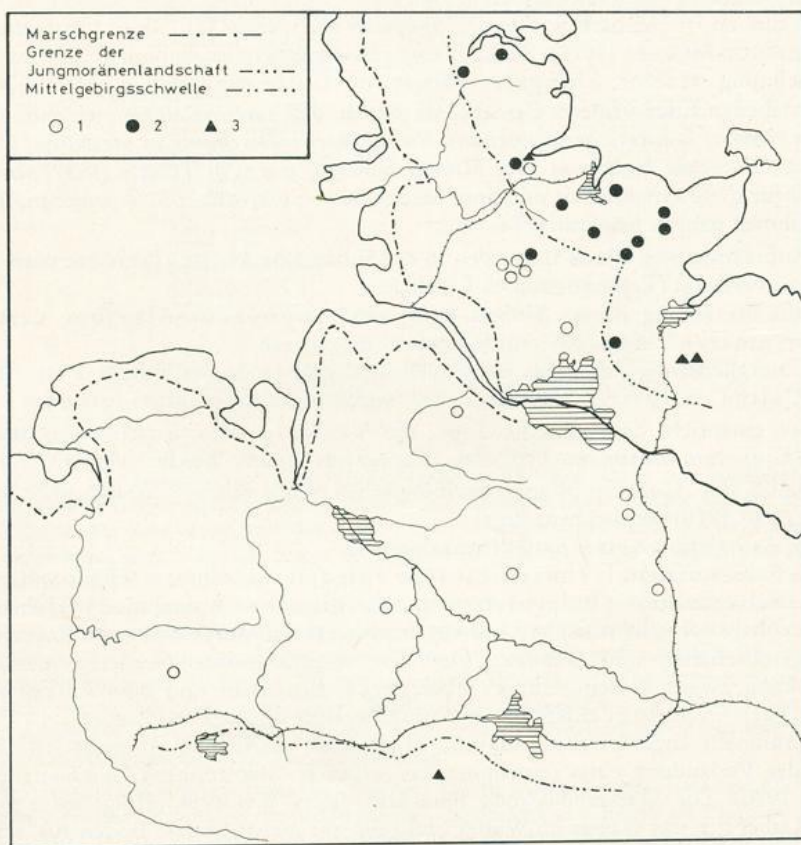 Marschgrenze
Grenze der
Jungmoränenlandschaft
Mittelgebirgsschwelle
1 2 3